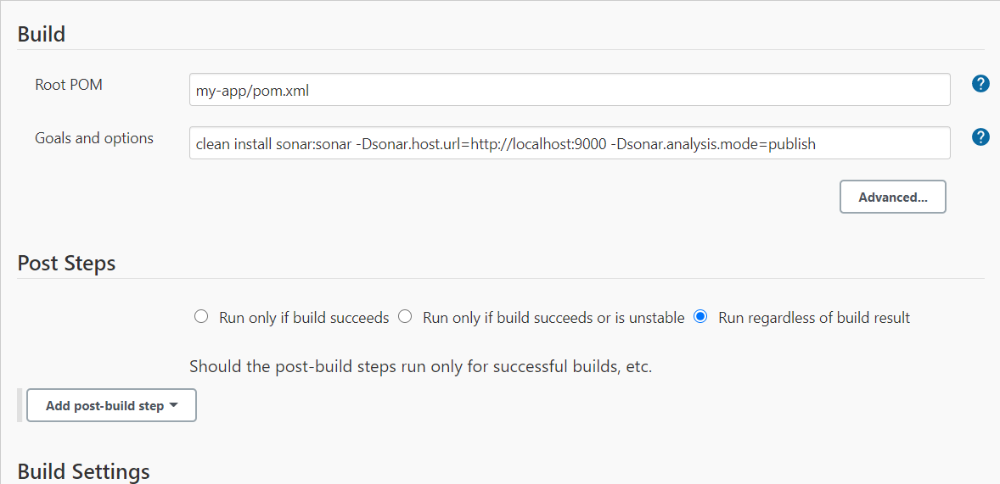 Build
Root POM
my-app/pom.xml
?
Goals and options
clean install sonar:sonar -Dsonar.host.url=http://localhost:9000 -Dsonar.analysis.mode=publish
?
Advanced...
Post Steps
Run only if build succeeds Run only if build succeeds or is unstable Run regardless of build result
Should the post-build steps run only for successful builds, etc.
Add post-build step
Build Settings